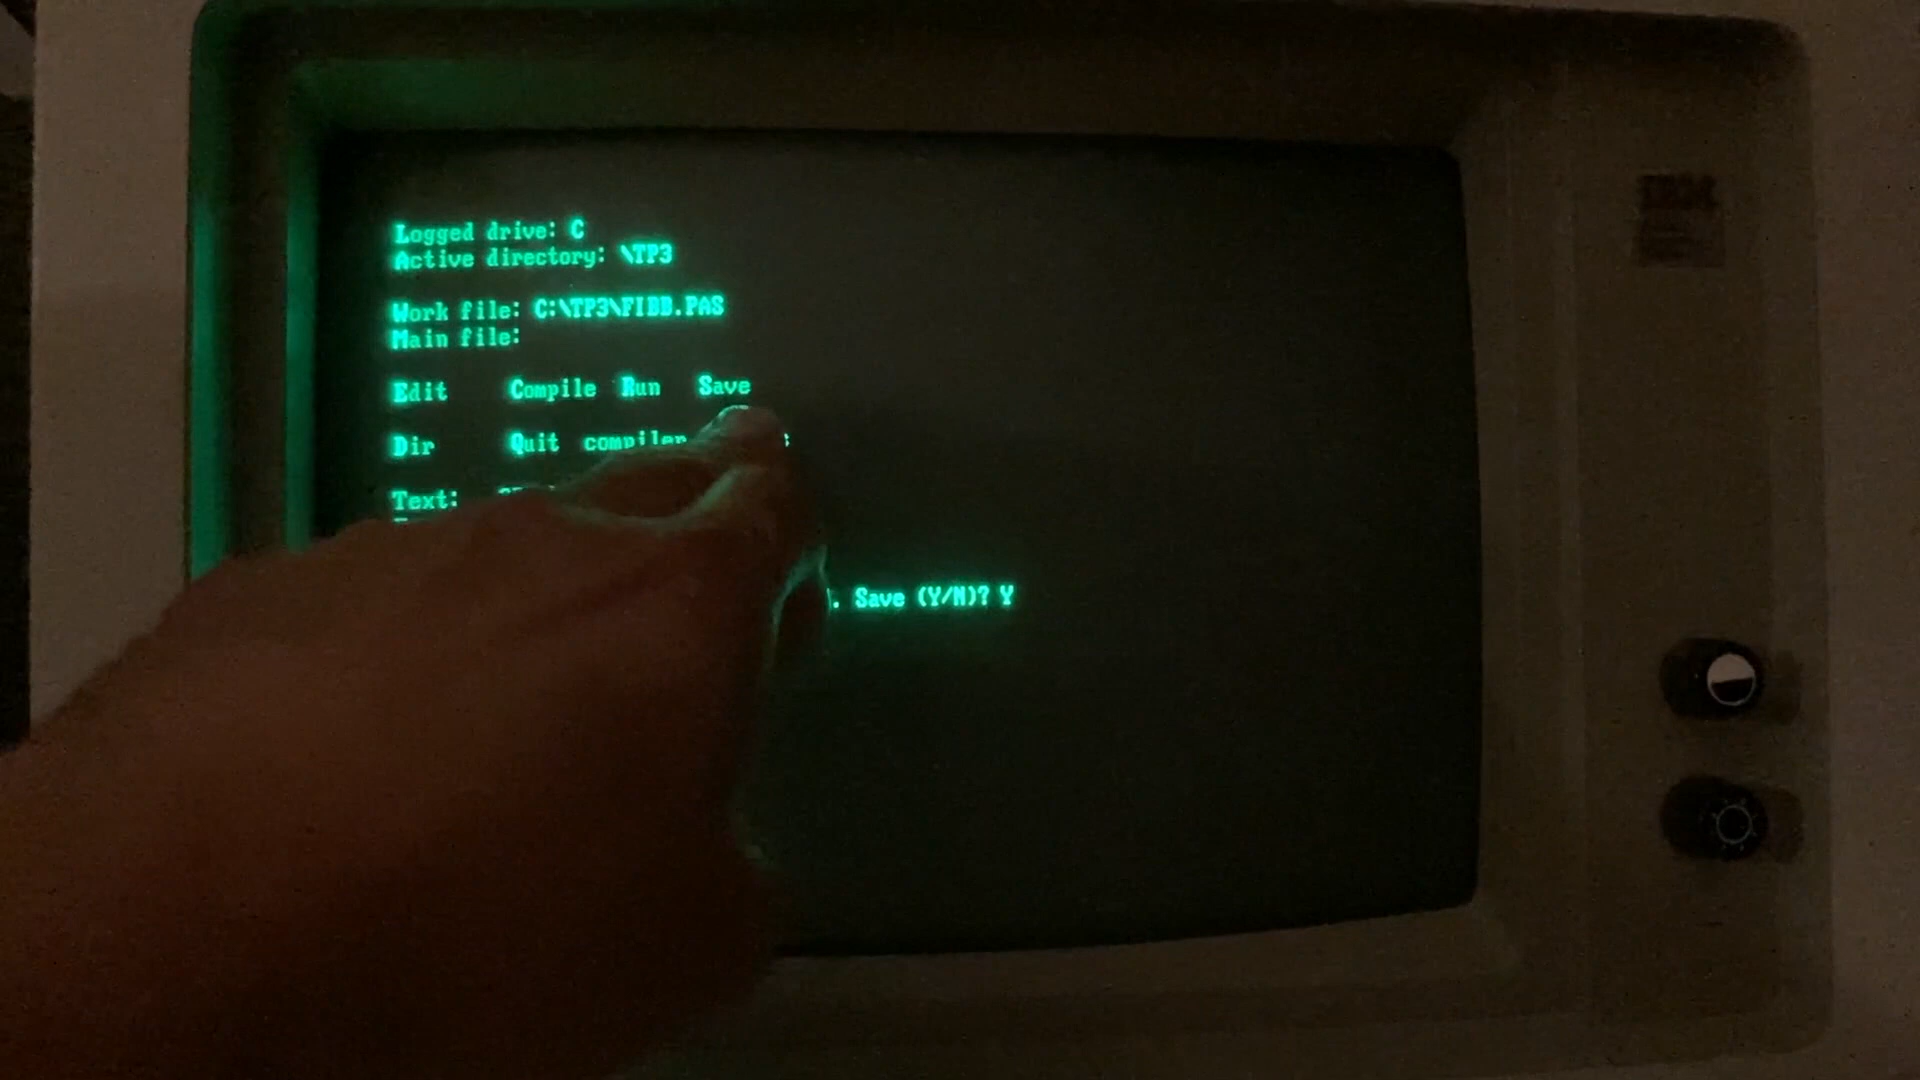 Logged drive: C
Active directory: \TP3
Work file: C:\TP3\FIBB.PAS
Main file:
Edit Compile Run Save
Dir Quit compiler
Text:
. Save (Y/N)? Y
IBM